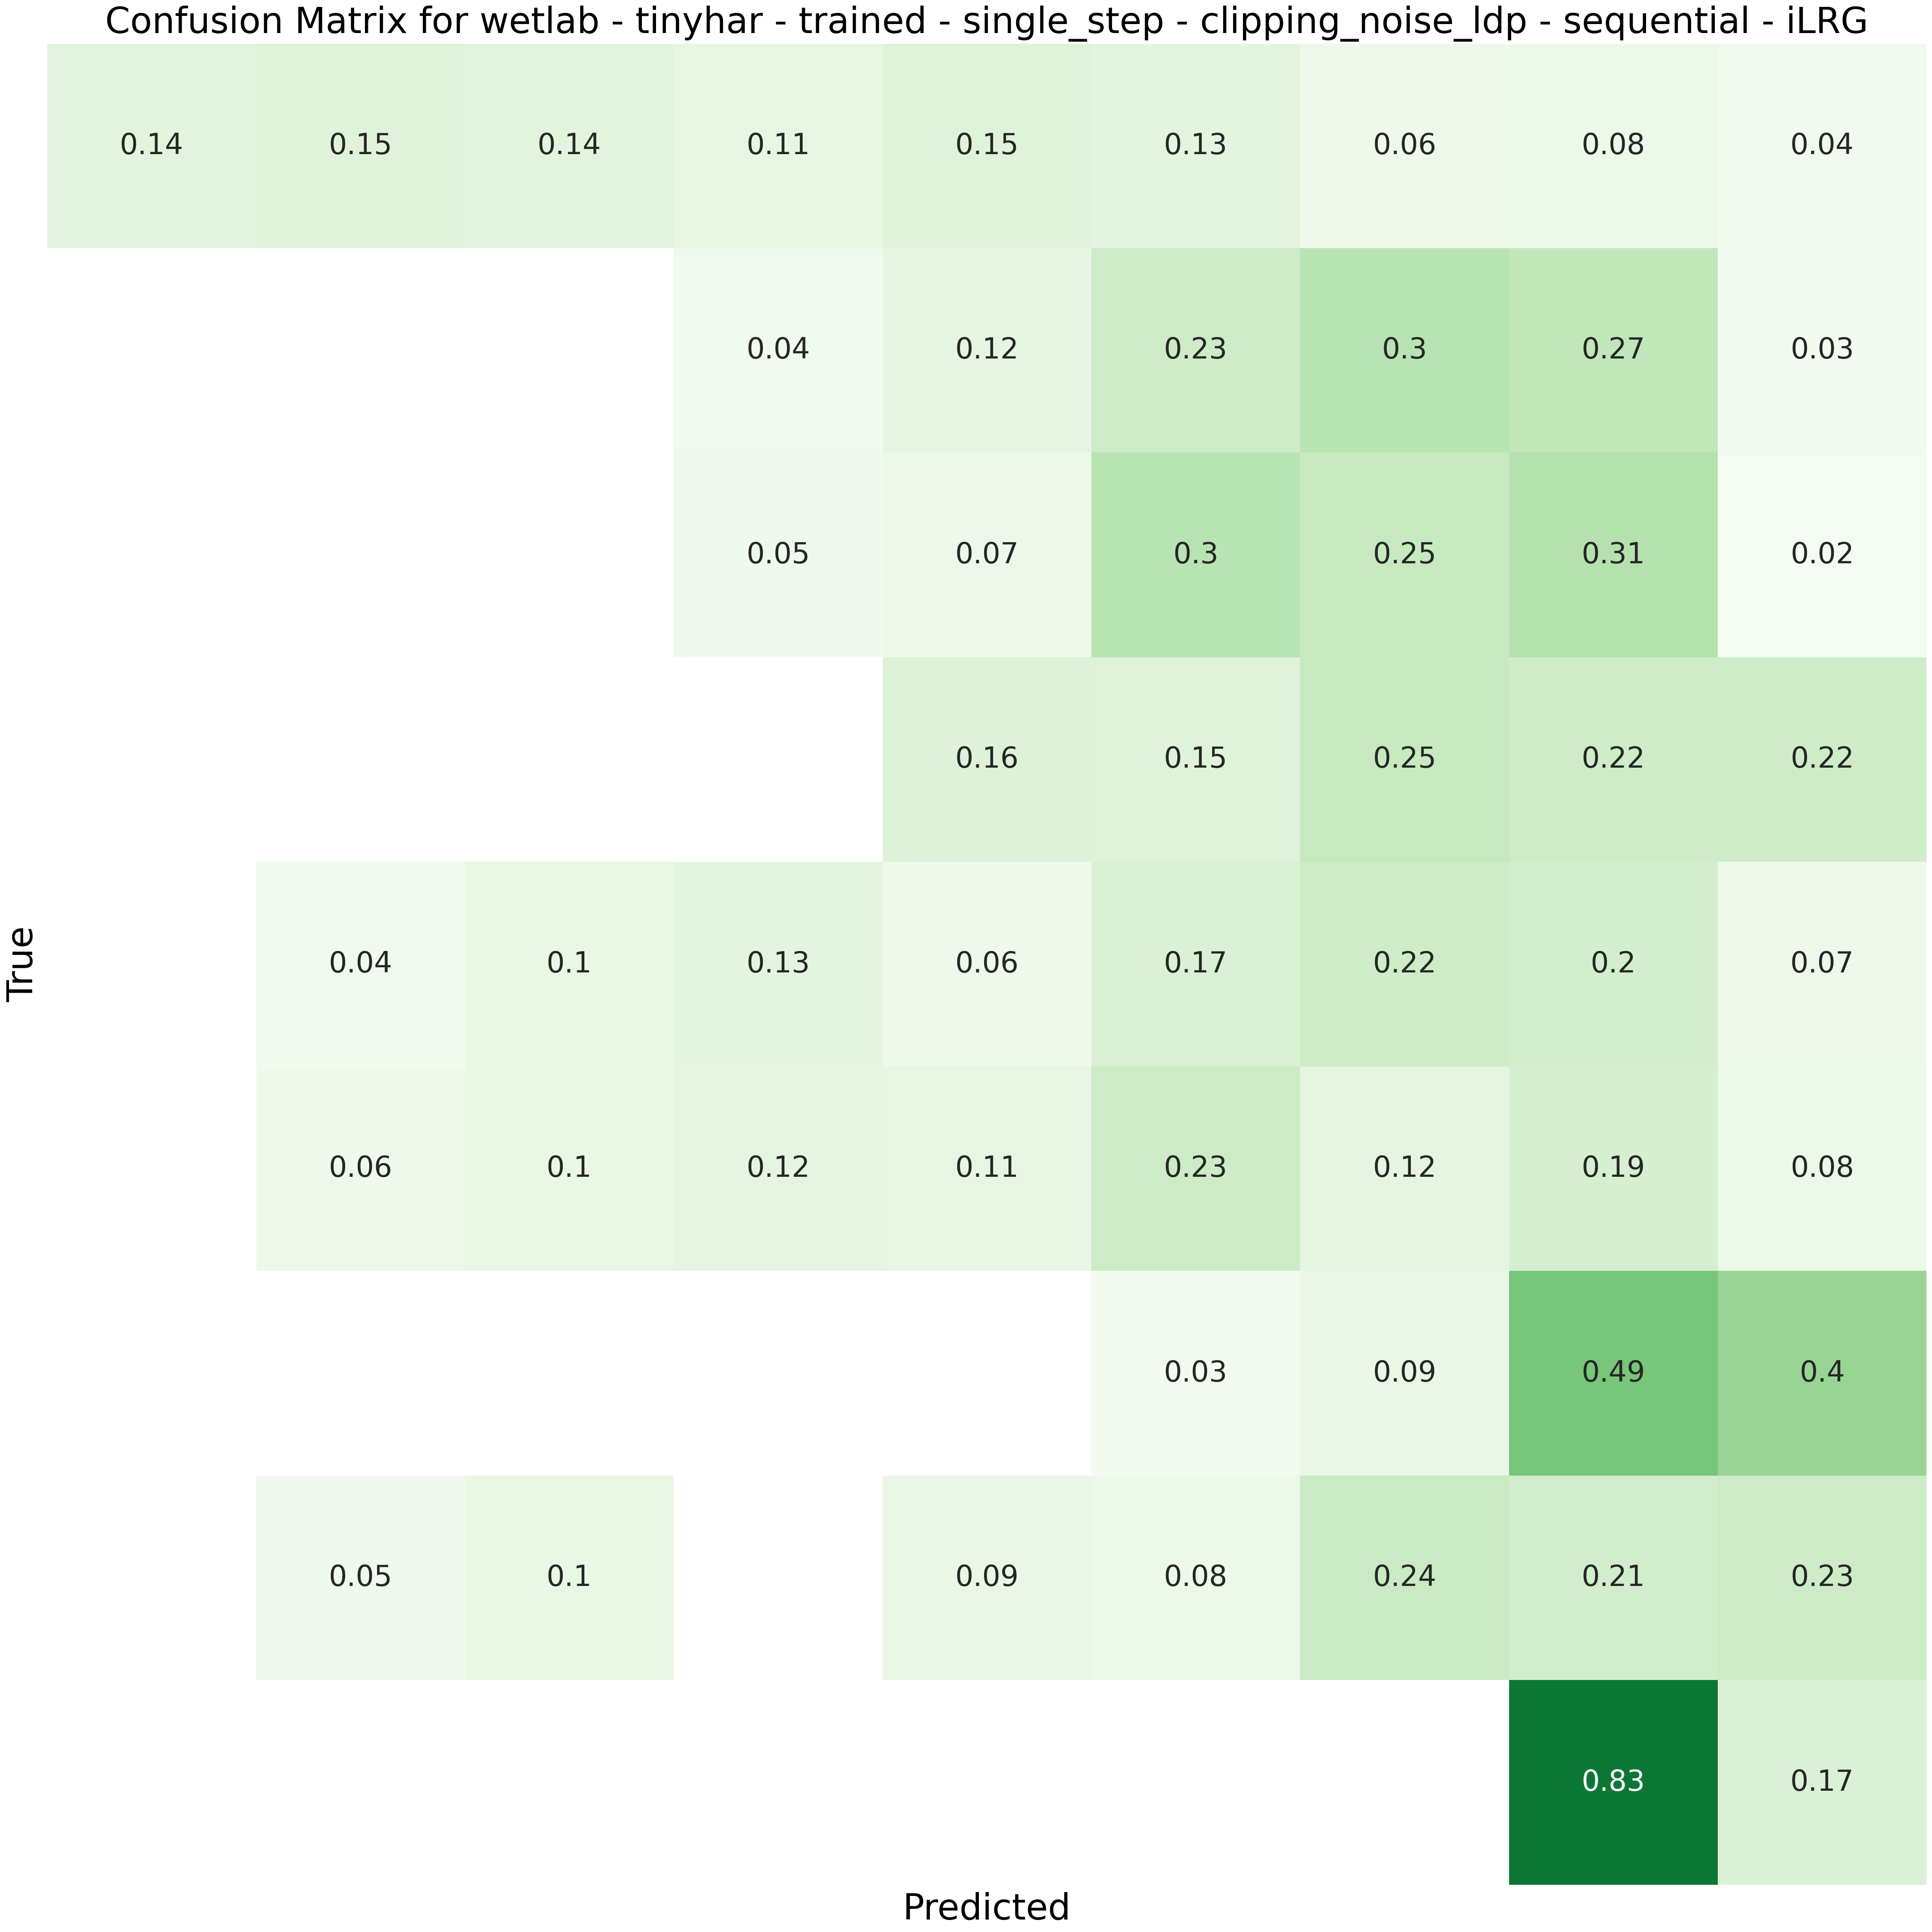 Confusion Matrix for wetlab - tinyhar - trained - single_step - clipping_noise_ldp - sequential - iLRG
0.14 0.15 0.14 0.11 0.15 0.13 0.06 0.08 0.04
0.04 0.12 0.23 0.3 0.27 0.03
0.05 0.07 0.3 0.25 0.31 0.02
0.16 0.15 0.25 0.22 0.22
0.04 0.1 0.13 0.06 0.17 0.22 0.2 0.07
True
0.06 0.1 0.12 0.11 0.23 0.12 0.19 0.08
0.03 0.09 0.49 0.4
0.05 0.1 0.09 0.08 0.24 0.21 0.23
0.83 0.17
Predicted